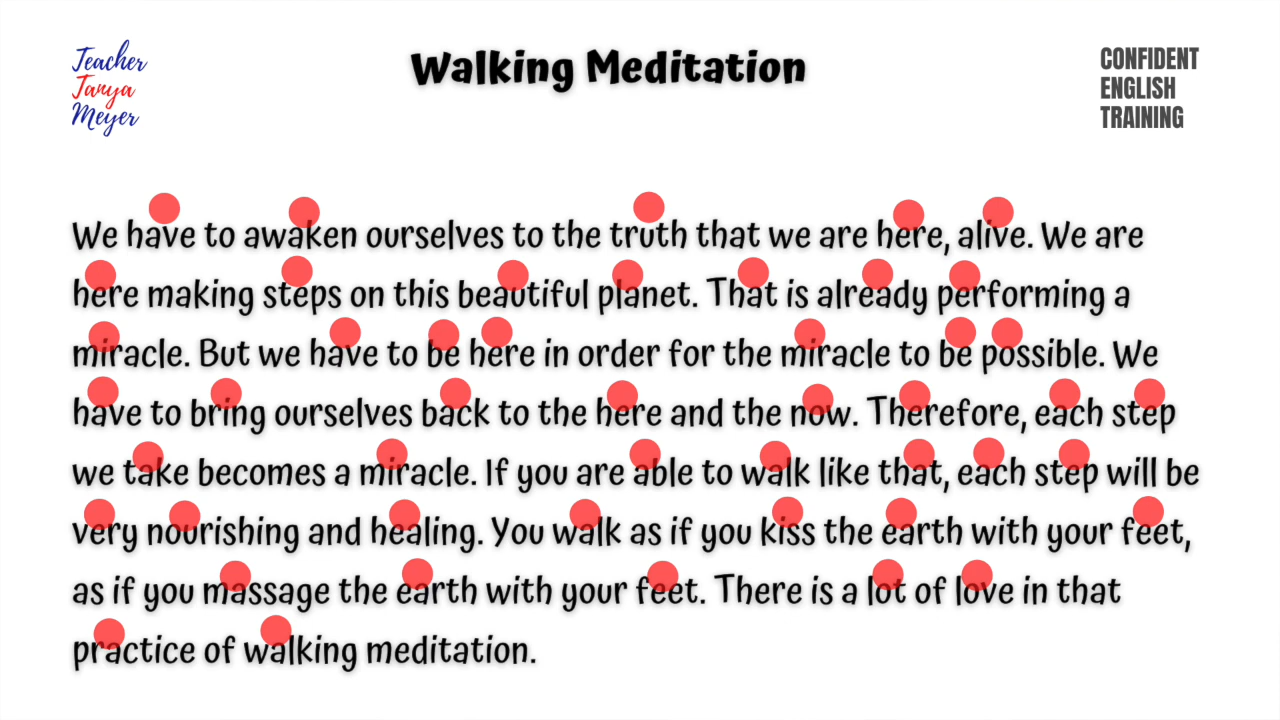 Teacher
Tanya
Meyer
Walking Meditation
CONFIDENT
ENGLISH
TRAINING
We have to awaken ourselves to the truth that we are here, alive. We are
here making steps on this beautiful planet. That is already performing a
miracle. But we have to be here in order for the miracle to be possible. We
have to bring ourselves back to the here and the now. Therefore, each step
we take becomes a miracle. If you are able to walk like that, each step will be
very nourishing and healing. You walk as if you kiss the earth with your feet,
as if you massage the earth with your feet. There is a lot of love in that
practice of walking meditation.